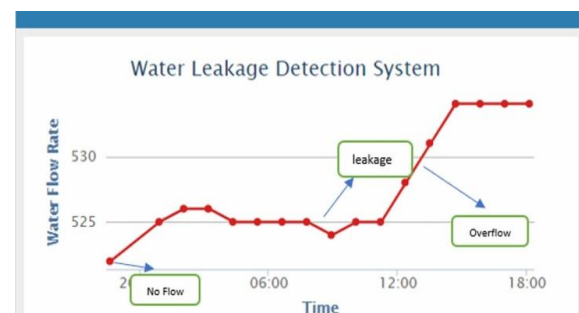 Water Leakage Detection System
Water Flow Rate
530
525
leakage
Overflow
No Flow
06:00
12:00
18:00
Time